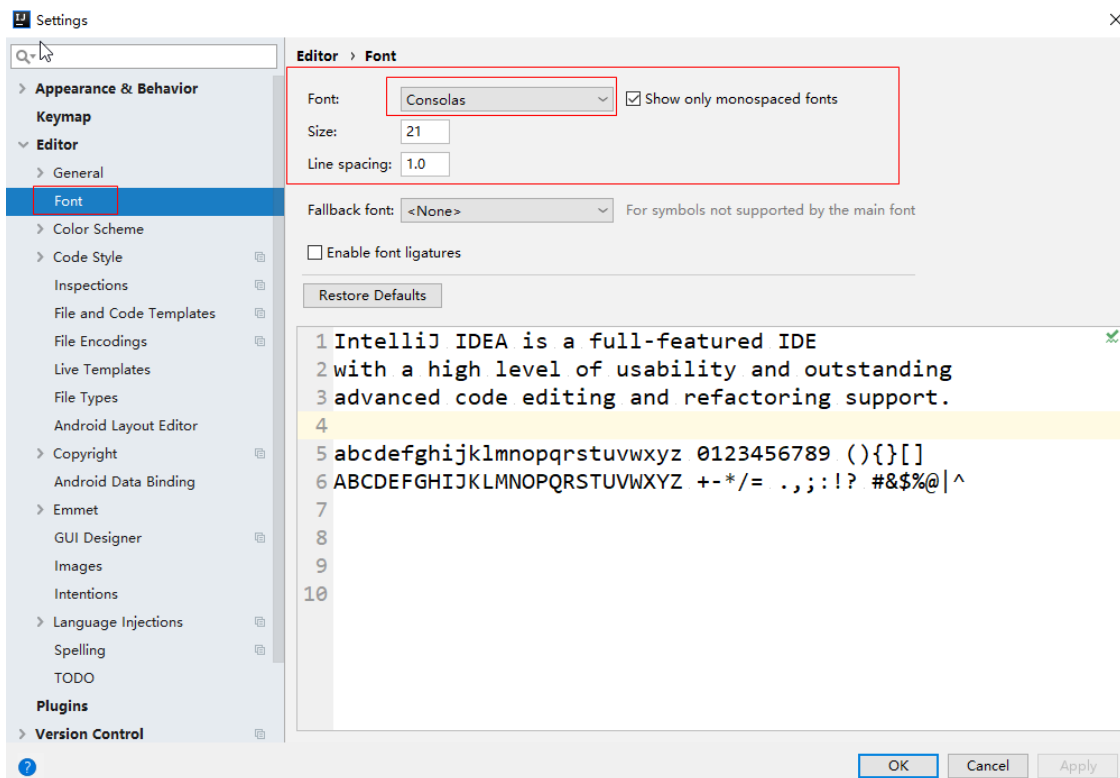 Settings
Appearance & Behavior
Keymap
Editor
General
Font
Color Scheme
Code Style
Inspections
File and Code Templates
File Encodings
Live Templates
File Types
Android Layout Editor
Copyright
Android Data Binding
Emmet
GUI Designer
Images
Intentions
Language Injections
Spelling
TODO
Plugins
Version Control
Editor › Font
Font: Consolas Show only monospaced fonts
Size: 21
Line spacing: 1.0
Fallback font: <None> For symbols not supported by the main font
Enable font ligatures
Restore Defaults
1 IntelliJ IDEA is a full-featured IDE
2 with a high level of usability and outstanding
3 advanced code editing and refactoring support.
4
5 abcdefghijklmnopqrstuvwxyz 0123456789 (){}[]
6 ABCDEFGHIJKLMNOPQRSTUVWXYZ +-*/= .,;:!? #&$%@|^
7
8
9
10
? OK Cancel Apply